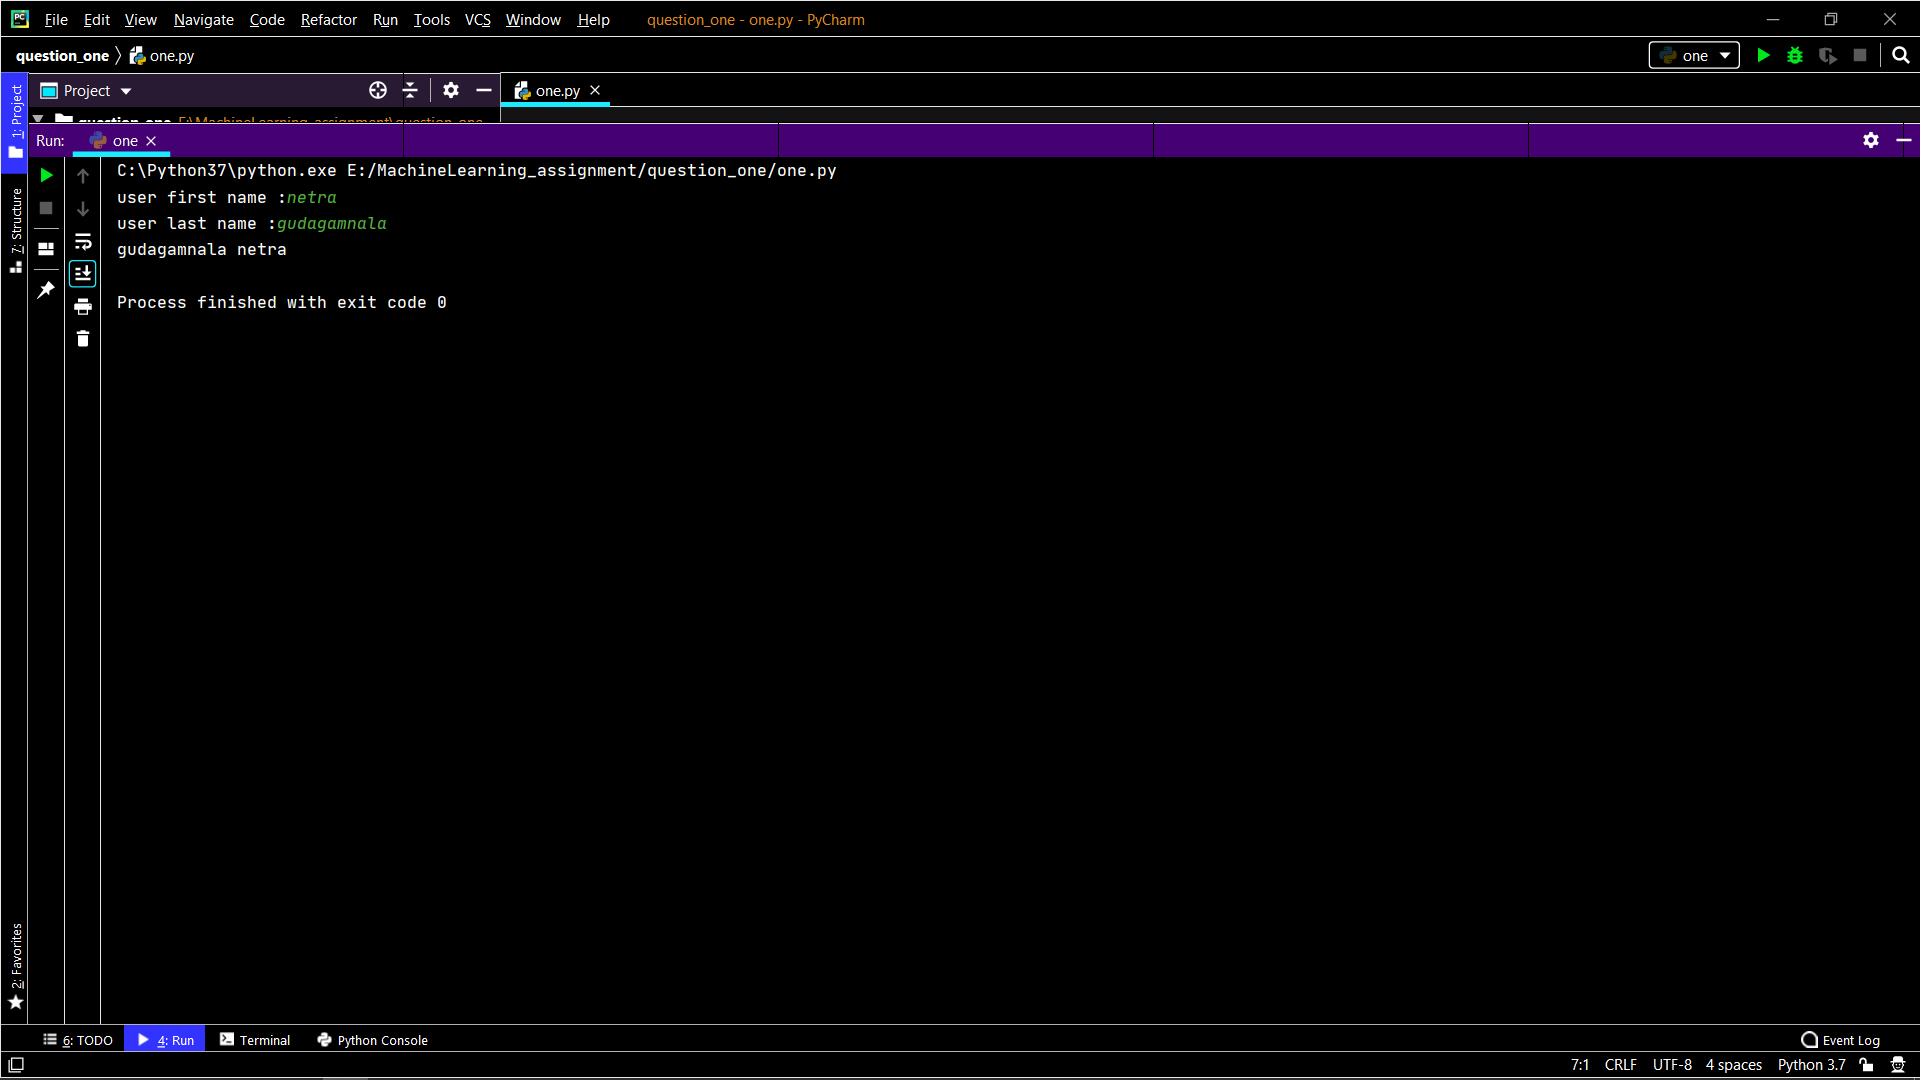 File Edit View Navigate Code Refactor Run Tools VCS Window Help question_one - one.py - PyCharm
question_one one.py one
1: Project
Project one.py
question_one E:\MachineLearning_assignment\question_one
Run: one
C:\Python37\python.exe E:/MachineLearning_assignment/question_one/one.py
user first name :netra
user last name :gudagamnala
gudagamnala netra
Process finished with exit code 0
7: Structure
2: Favorites
6: TODO 4: Run Terminal Python Console Event Log
7:1 CRLF UTF-8 4 spaces Python 3.7